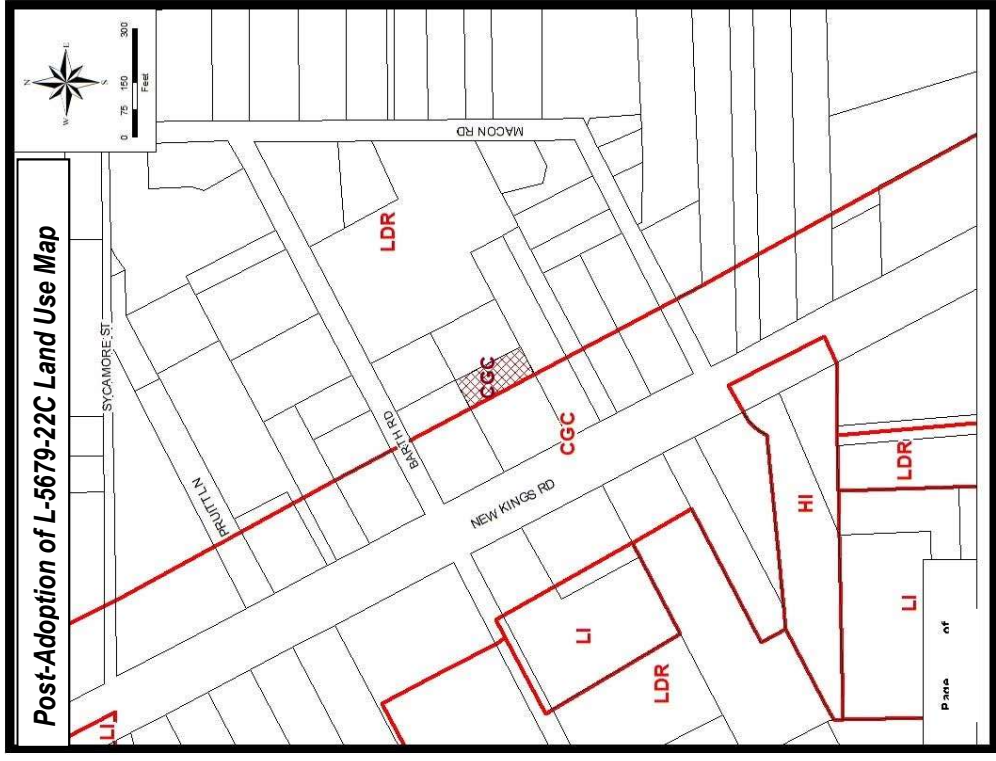 Post-Adoption of L-5679-22C Land Use Map
N
E
S
W
0 75 150 300
Feet
SYCAMORE ST
PRUITT LN
BARTH RD
MACON RD
NEW KINGS RD
LDR
CGC
CGC
LI
LI
LDR
HI
LDR
LI
Page of